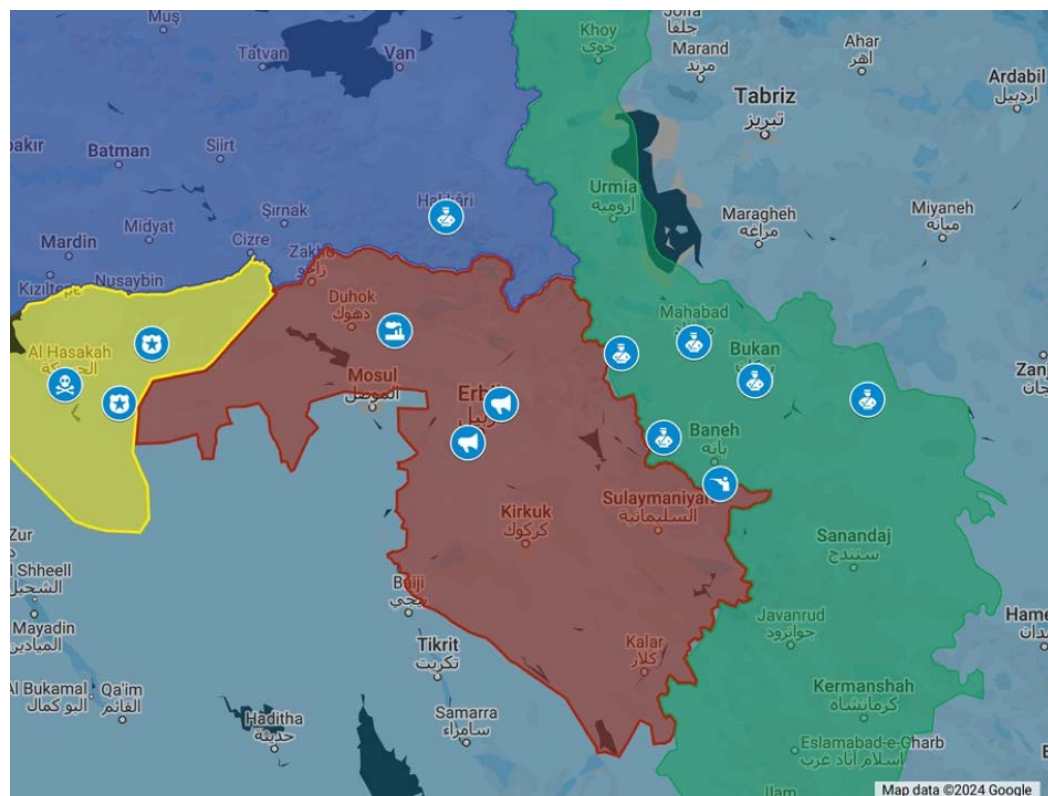 Muş
Tatvan
Van
Khoy
خوی
جلفا
Marand
مرند
Ahar
اهر
Ardabil
اردبیل
Tabriz
تبریز
Batman
Siirt
Urmia
ارومیه
Şırnak
Hakkâri
Maragheh
مراغه
Miyaneh
میانه
Midyat
Mardin
Cizre
Zakho
زاخو
Kızıltepe
Nusaybin
Duhok
دهوك
Mahabad
Bukan
Al Hasakah
Mosul
الموصل
Baneh
بانه
Kirkuk
كركوك
Sulaymaniyah
السليمانية
Sanandaj
سنندج
Shheell
الشحيل
Baiji
بيجي
Javanrud
جوانرود
Mayadin
الميادين
Tikrit
تكريت
Kalar
كلار
Al Bukamal
البو كمال
Qa'im
القائم
Kermanshah
کرمانشاه
Haditha
حديثة
Samarra
سامراء
Eslamabad-e-Gharb
اسلام آباد غرب
Ilam
Map data ©2024 Google